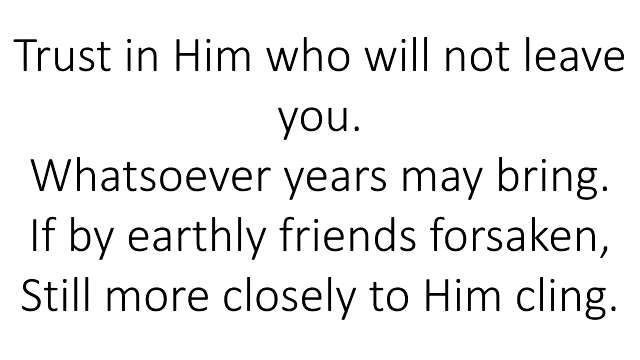 Trust in Him who will not leave
you.
Whatsoever years may bring.
If by earthly friends forsaken,
Still more closely to Him cling.